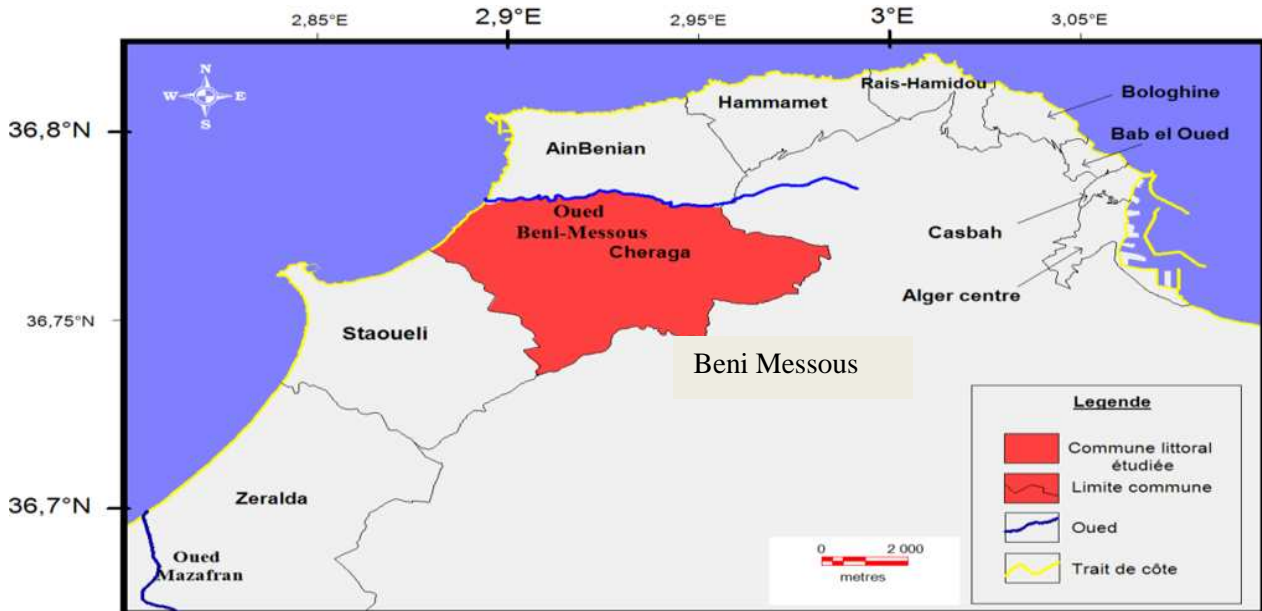 2,85°E
2,9°E
2,95°E
3°E
3,05°E
N
W E
S
36,8°N
36,75°N
36,7°N
Rais-Hamidou
Hammamet
Bologhine
Bab el Oued
AinBenian
Oued
Beni-Messous
Cheraga
Casbah
Alger centre
Staoueli
Beni Messous
Zeralda
Oued
Mazafran
0 2 000
metres
Legende
Commune littoral
étudiée
Limite commune
Oued
Trait de côte